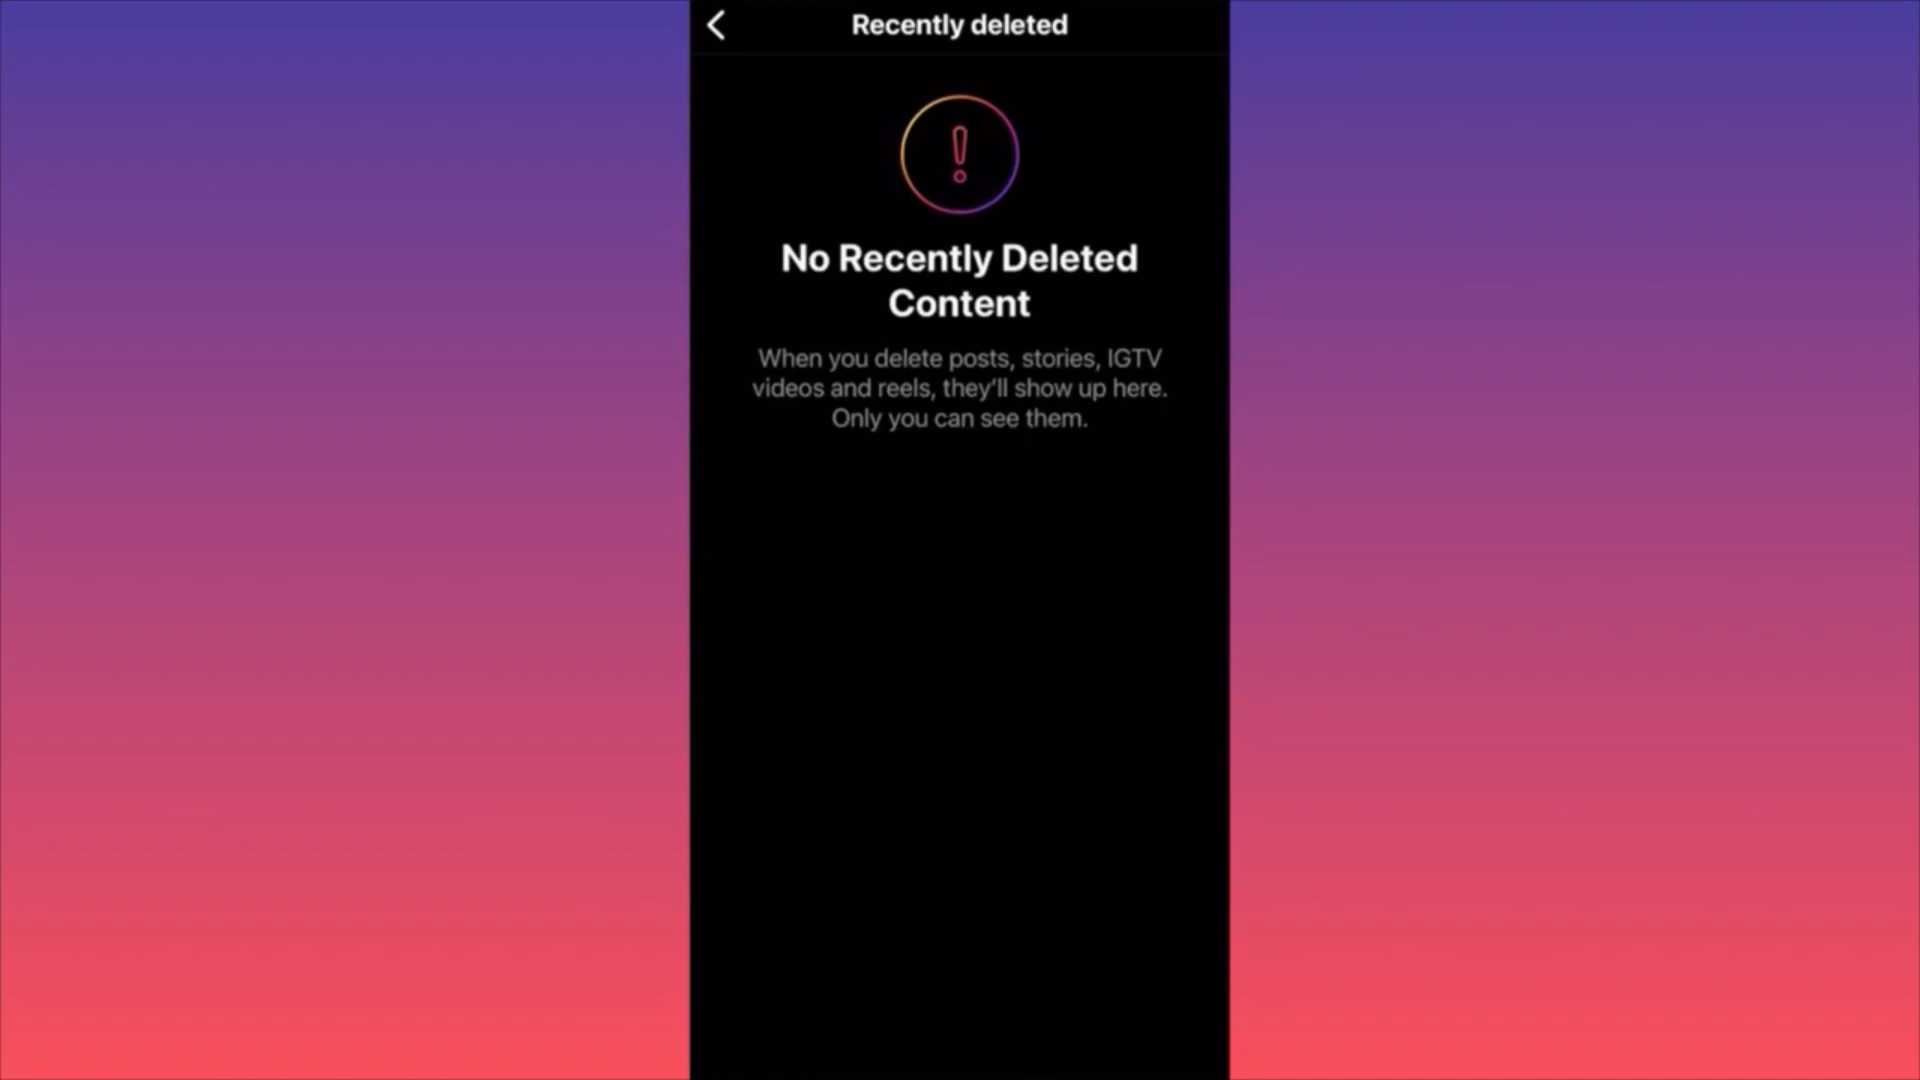 Recently deleted
No Recently Deleted
Content
When you delete posts, stories, IGTV
videos and reels, they'll show up here.
Only you can see them.